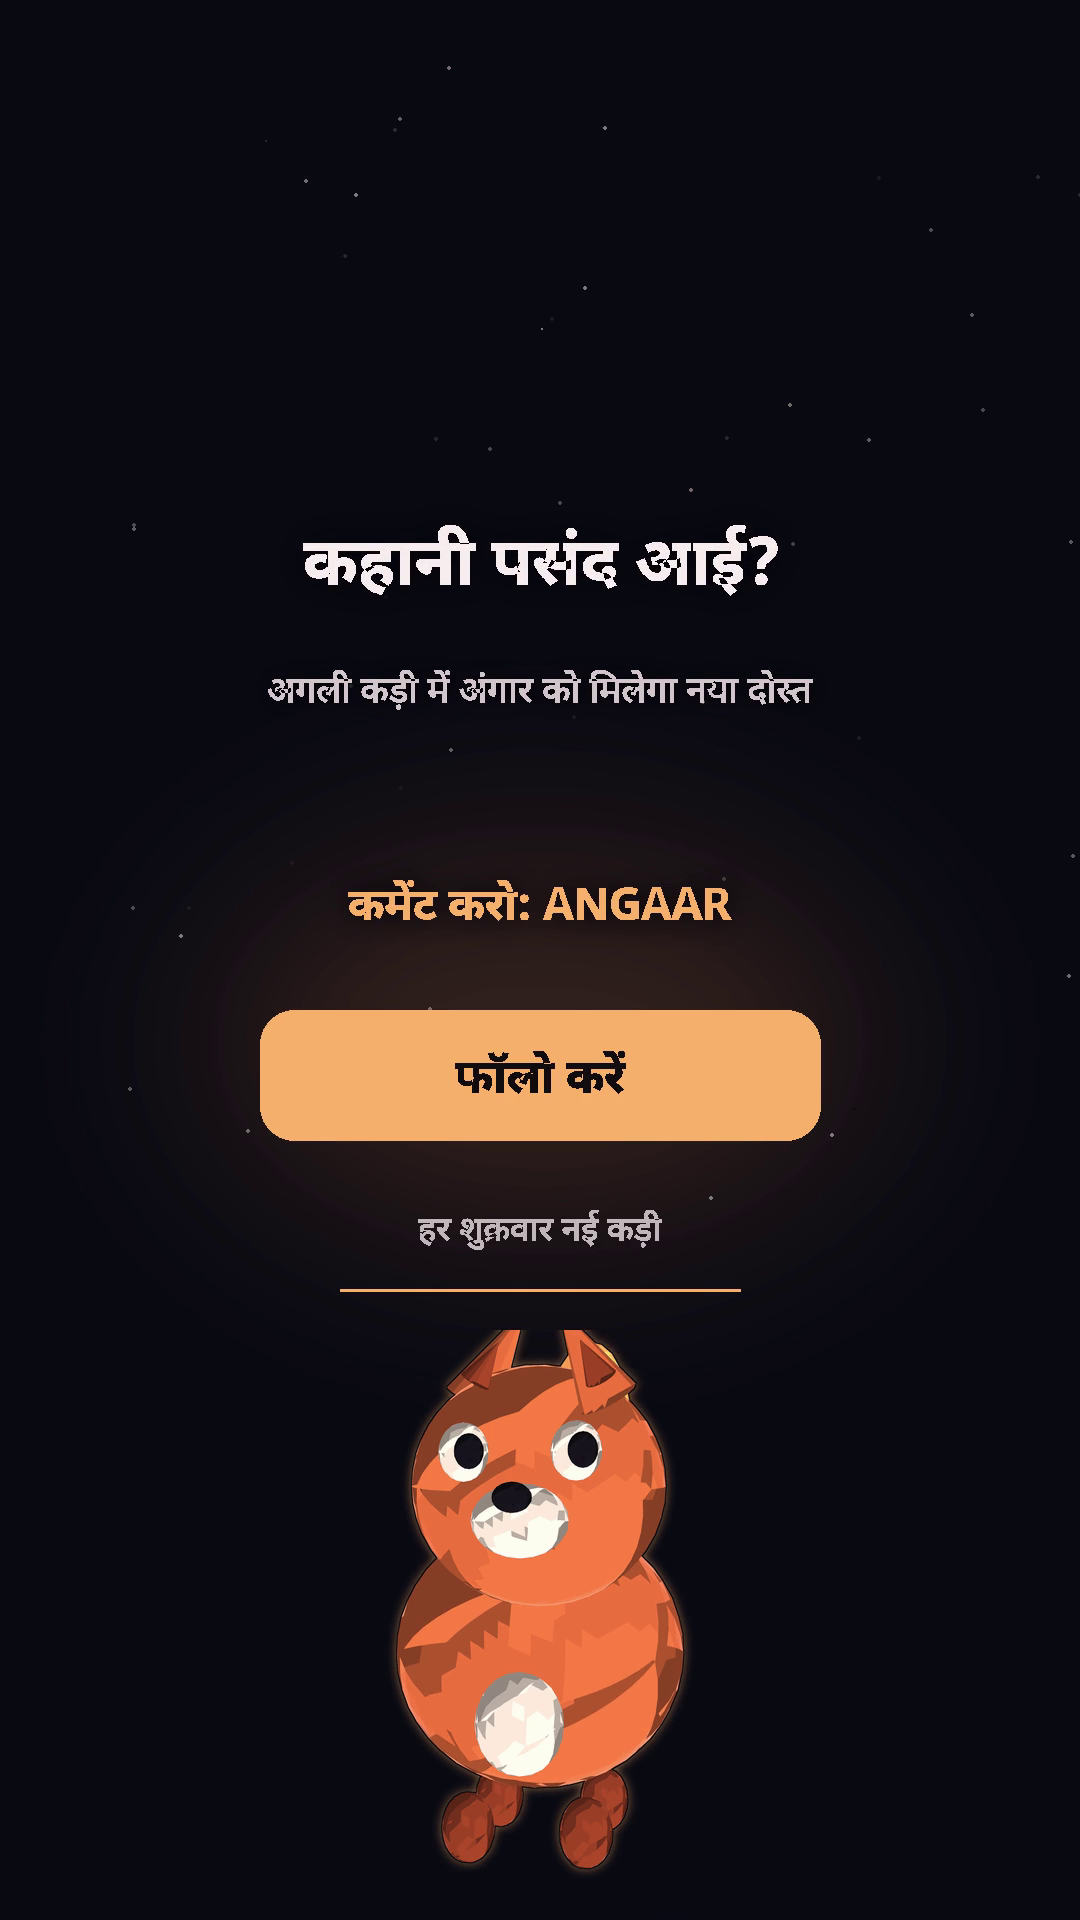 कहानी पसंद आई?
अगली कड़ी में अंगार को मिलेगा नया दोस्त
कमेंट करो: ANGAAR
फॉलो करें
हर शुक्रवार नई कड़ी